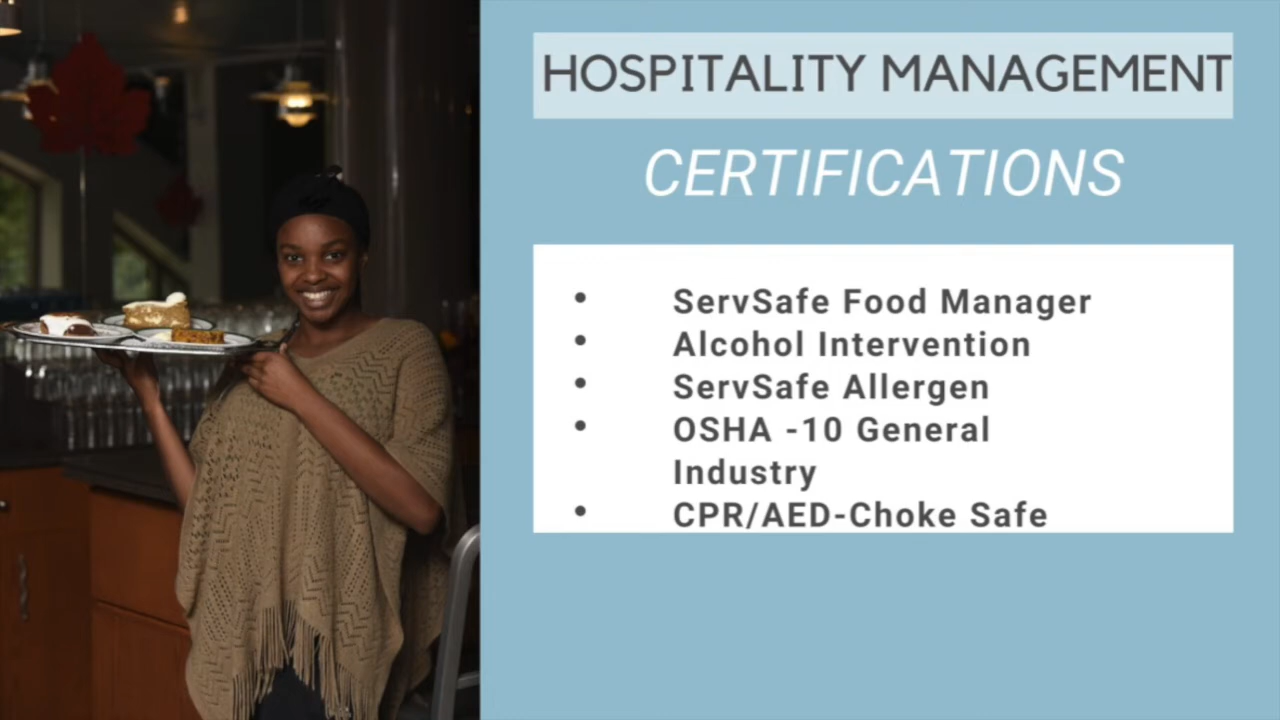 HOSPITALITY MANAGEMENT
CERTIFICATIONS
• ServSafe Food Manager
• Alcohol Intervention
• ServSafe Allergen
• OSHA -10 General
Industry
• CPR/AED-Choke Safe